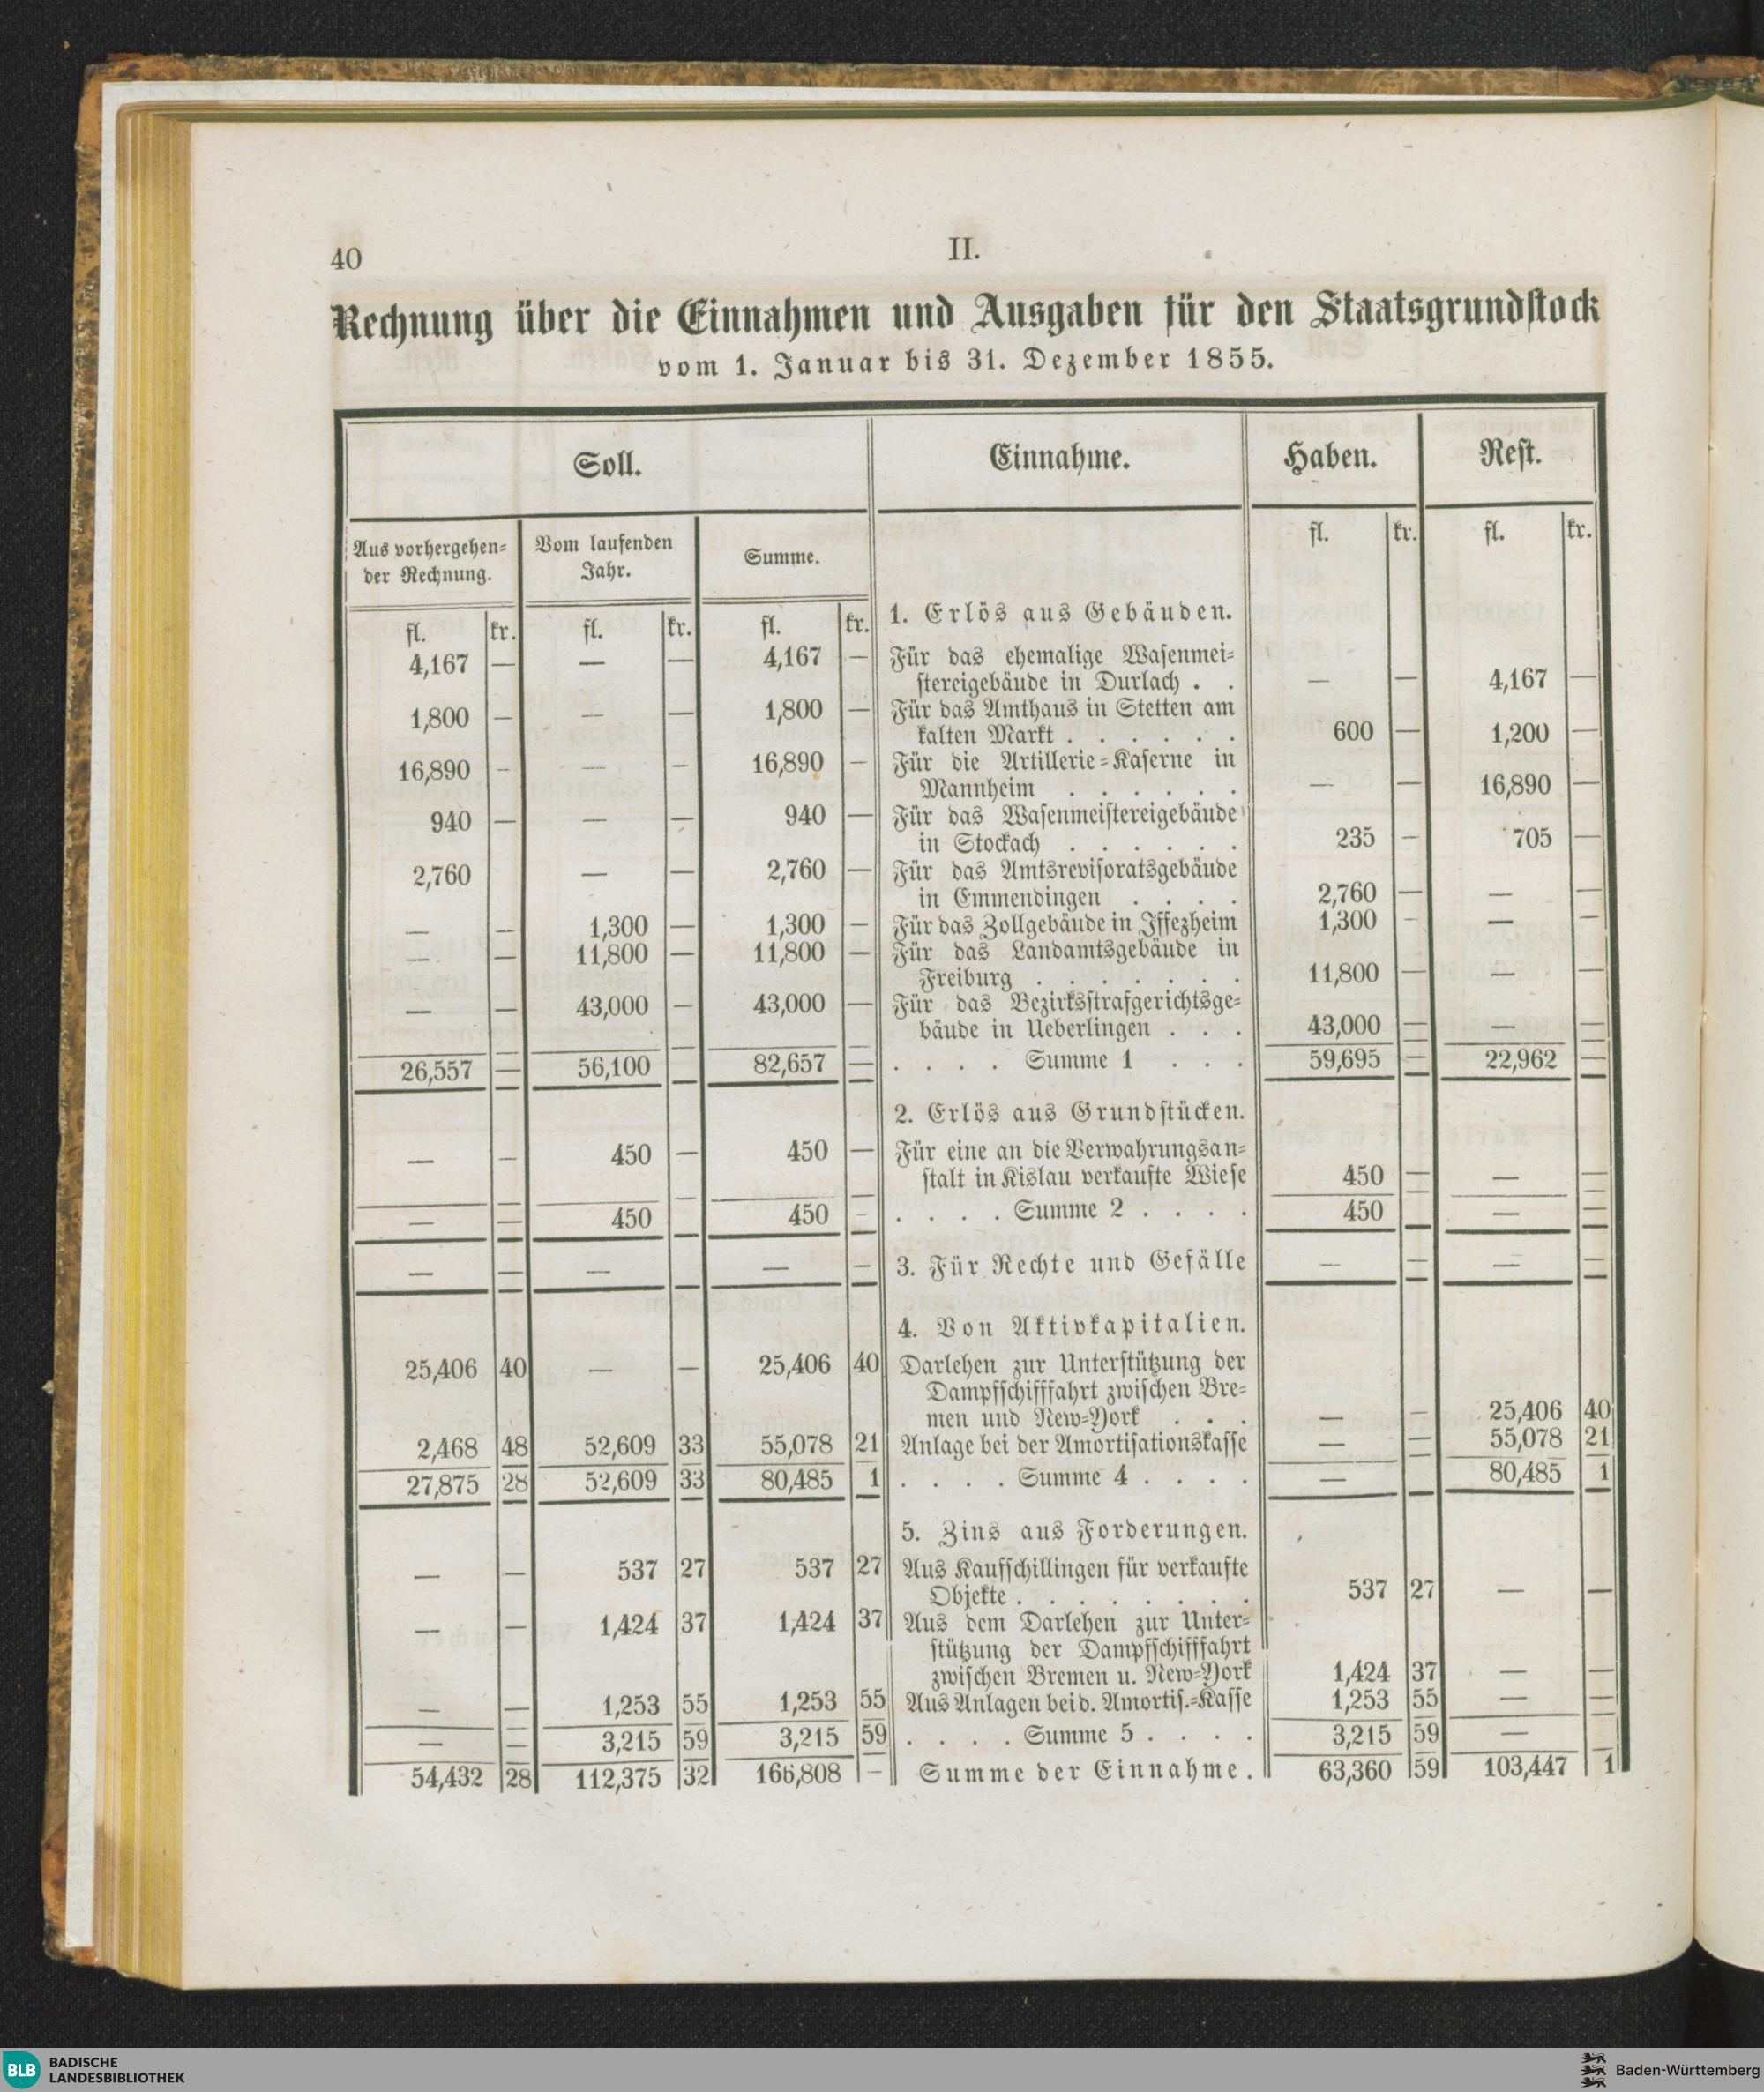 40
II.
Rechnung über die Einnahmen und Ausgaben für den Staatsgrundstock
vom 1. Januar bis 31. Dezember 1855.
Soll. Einnahme. Haben. Rest.
Aus vorhergehen= Vom laufenden Summe. fl. kr. fl. kr.
der Rechnung. Jahr.
fl. kr. fl. kr. fl. kr. 1. Erlös aus Gebäuden.
4,167 — — — 4,167 — Für das ehemalige Wasenmei=
stereigebäude in Durlach . . — — 4,167 —
1,800 — — — 1,800 — Für das Amthaus in Stetten am
kalten Markt . . . . . . 600 — 1,200 —
16,890 — — — 16,890 — Für die Artillerie=Kaserne in
Mannheim . . . . . . — — 16,890 —
940 — — — 940 — Für das Wasenmeistereigebäude
in Stockach . . . . . . 235 — 705 —
2,760 — — 2,760 — Für das Amtsrevisoratsgebäude
in Emmendingen . . . . 2,760 — — —
— — 1,300 — 1,300 — Für das Zollgebäude in Iffezheim 1,300 — — —
— — 11,800 — 11,800 — Für das Landamtsgebäude in
Freiburg . . . . . . . 11,800 — — —
— — 43,000 — 43,000 — Für das Bezirksstrafgerichtsge=
bäude in Ueberlingen . . . 43,000 — — —
26,557 — 56,100 — 82,657 — . . . . Summe 1 . . . 59,695 — 22,962 —
2. Erlös aus Grundstücken.
— — 450 — 450 — Für eine an die Verwahrungsan=
stalt in Kislau verkaufte Wiese 450 — — —
— — 450 — 450 — . . . . Summe 2 . . . . 450 — — —
— — — — — — 3. Für Rechte und Gefälle — — — —
4. Von Aktivkapitalien.
25,406 40 — — 25,406 40 Darlehen zur Unterstützung der
Dampfschifffahrt zwischen Bre=
men und New=York . . . — — 25,406 40
2,468 48 52,609 33 55,078 21 Anlage bei der Amortisationskasse — — 55,078 21
27,875 28 52,609 33 80,485 1 . . . . Summe 4 . . . . — 80,485 1
5. Zins aus Forderungen.
— — 537 27 537 27 Aus Kaufschillingen für verkaufte
Objekte . . . . . . . 537 27 — —
— — 1,424 37 1,424 37 Aus dem Darlehen zur Unter=
stützung der Dampfschifffahrt
zwischen Bremen u. New=York 1,424 37 — —
— — 1,253 55 1,253 55 Aus Anlagen bei d. Amortis.=Kasse 1,253 55 — —
— — 3,215 59 3,215 59 . . . . Summe 5 . . . . 3,215 59 —
54,432 28 112,375 32 166,808 — Summe der Einnahme. 63,360 59 103,447 1
BLB BADISCHE
LANDESBIBLIOTHEK
Baden-Württemberg